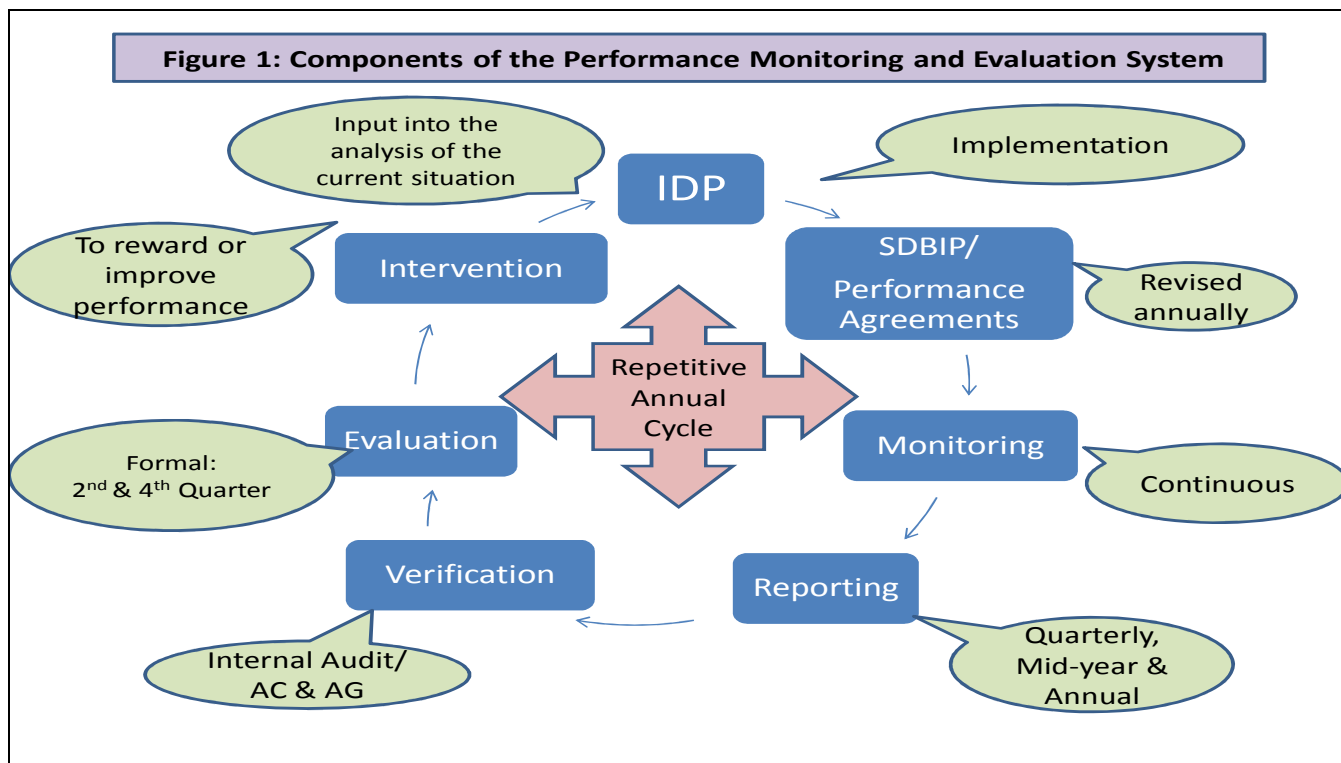 Figure 1: Components of the Performance Monitoring and Evaluation System
Input into the
analysis of the
current situation
IDP
Implementation
To reward or
improve
performance
Intervention
SDBIP/
Performance
Agreements
Revised
annually
Repetitive
Annual
Cycle
Evaluation
Monitoring
Formal:
2nd & 4th Quarter
Continuous
Verification
Reporting
Internal Audit/
AC & AG
Quarterly,
Mid-year &
Annual